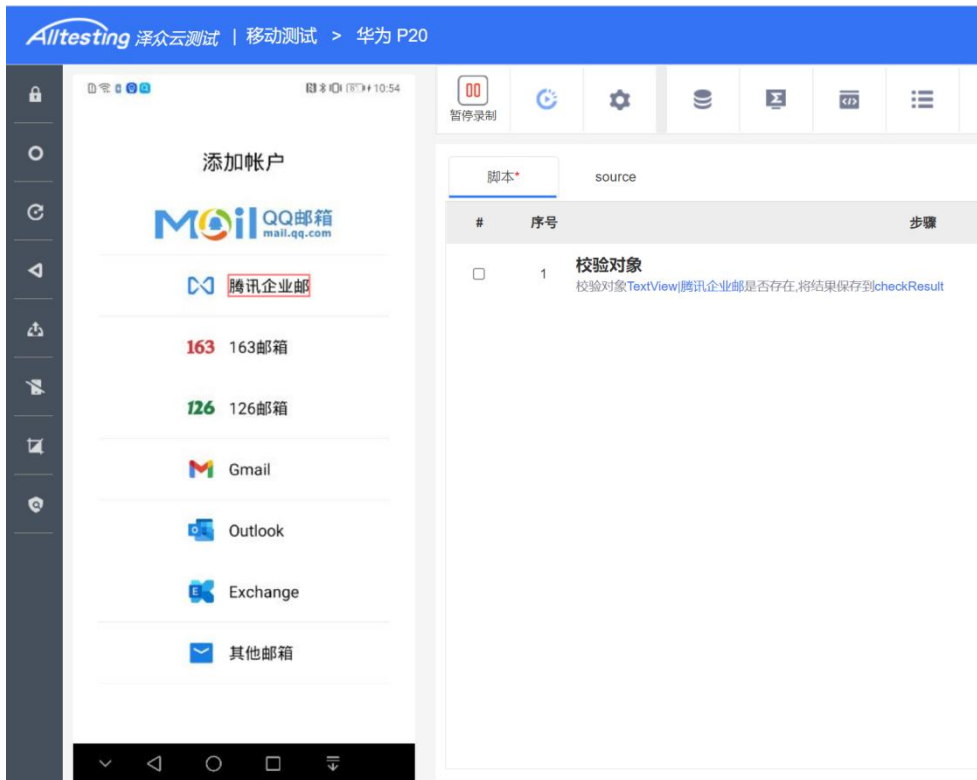 Alltesting 泽众云测试 | 移动测试 > 华为 P20
10:54
添加帐户
Mail QQ邮箱
mail.qq.com
腾讯企业邮
163 163邮箱
126 126邮箱
Gmail
Outlook
Exchange
其他邮箱
暂停录制
脚本* source
# 序号 步骤
1 校验对象
校验对象TextView|腾讯企业邮是否存在,将结果保存到checkResult